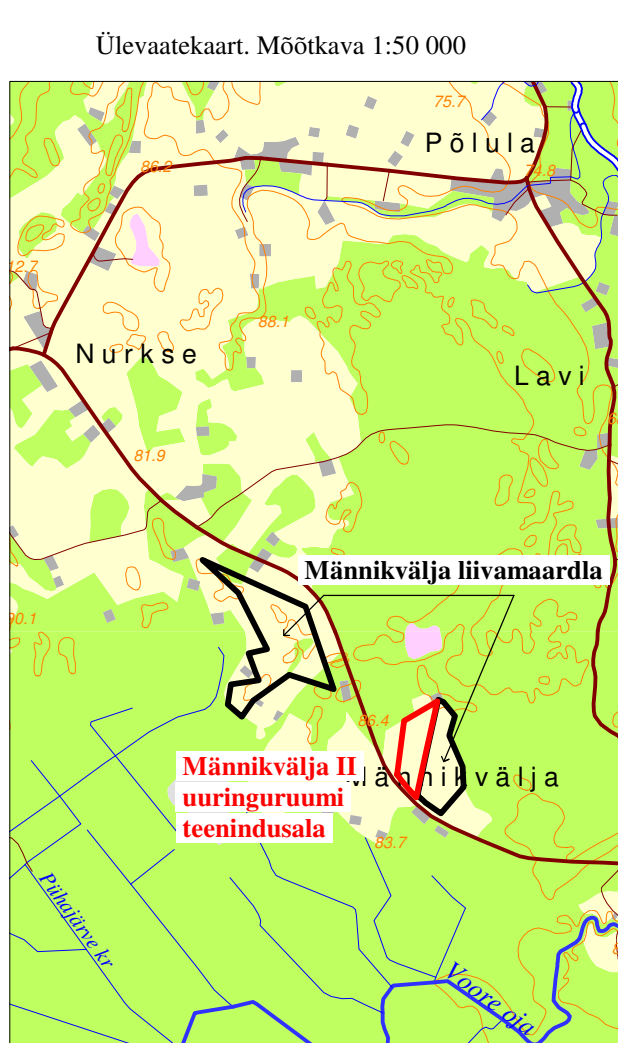 Ülevaatekaart. Mõõtkava 1:50 000
75.7
Põlula
86.2
74.8
12.7
88.1
Nurkse
Lavi
81.9
Männikvälja liivamaardla
90.1
86.4
Männikvälja II
uuringuruumi
teenindusala
Männikvälja
83.7
Pühajärve kr
Voore oja